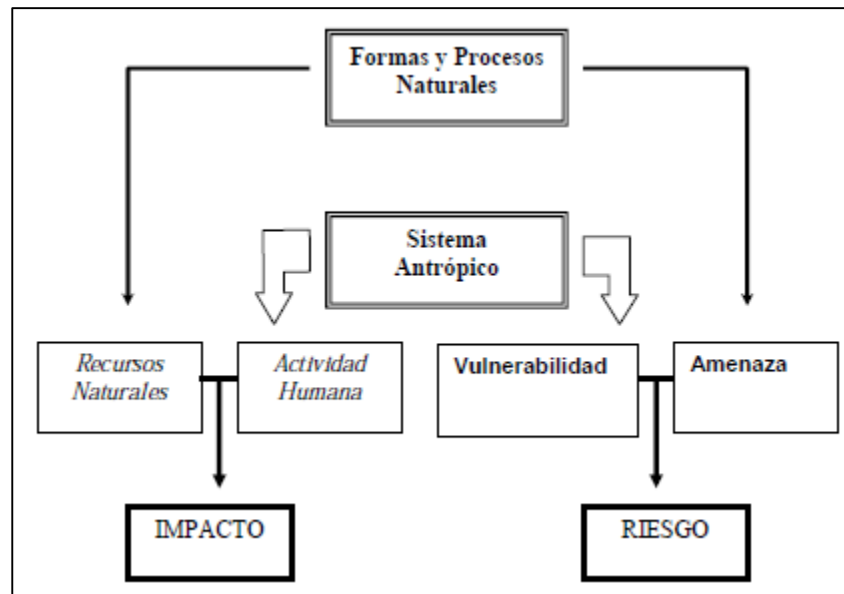 Formas y Procesos
Naturales
Sistema
Antrópico
Recursos
Naturales
Actividad
Humana
Vulnerabilidad
Amenaza
IMPACTO
RIESGO